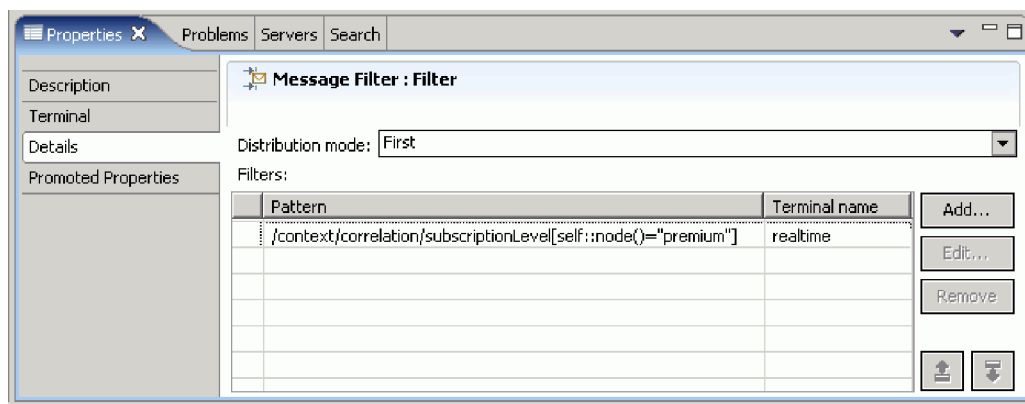 Properties Problems Servers Search
Message Filter : Filter
Description
Terminal
Details
Promoted Properties
Distribution mode: First
Filters:
Pattern Terminal name
/context/correlation/subscriptionLevel[self::node()="premium"] realtime
Add...
Edit...
Remove